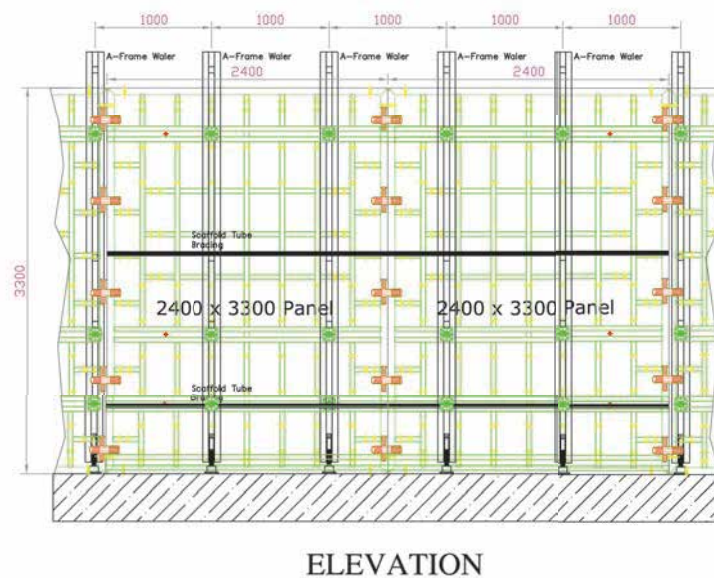 1000 1000 1000 1000 1000
A-Frame Waler A-Frame Waler A-Frame Waler A-Frame Waler A-Frame Waler
2400 2400
3300
Scaffold Tube
Bracing
2400 x 3300 Panel 2400 x 3300 Panel
Scaffold Tube
Bracing
ELEVATION